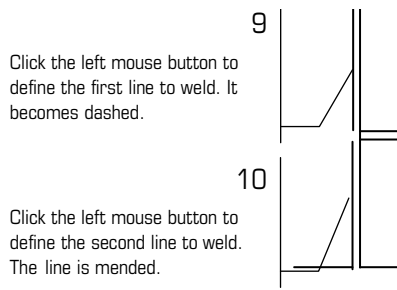 9
Click the left mouse button to
define the first line to weld. It
becomes dashed.
10
Click the left mouse button to
define the second line to weld.
The line is mended.